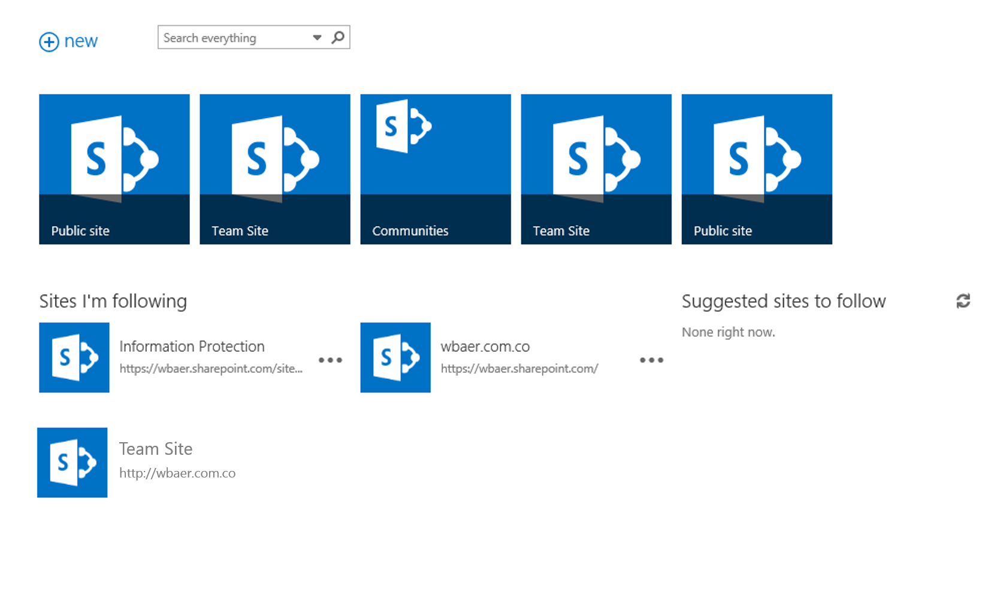 new
Search everything
S
S
S
S
S
Public site
Team Site
Communities
Team Site
Public site
Sites I'm following
S
Information Protection
https://wbaer.sharepoint.com/site...
S
wbaer.com.co
https://wbaer.sharepoint.com/
S
Team Site
http://wbaer.com.co
Suggested sites to follow
None right now.